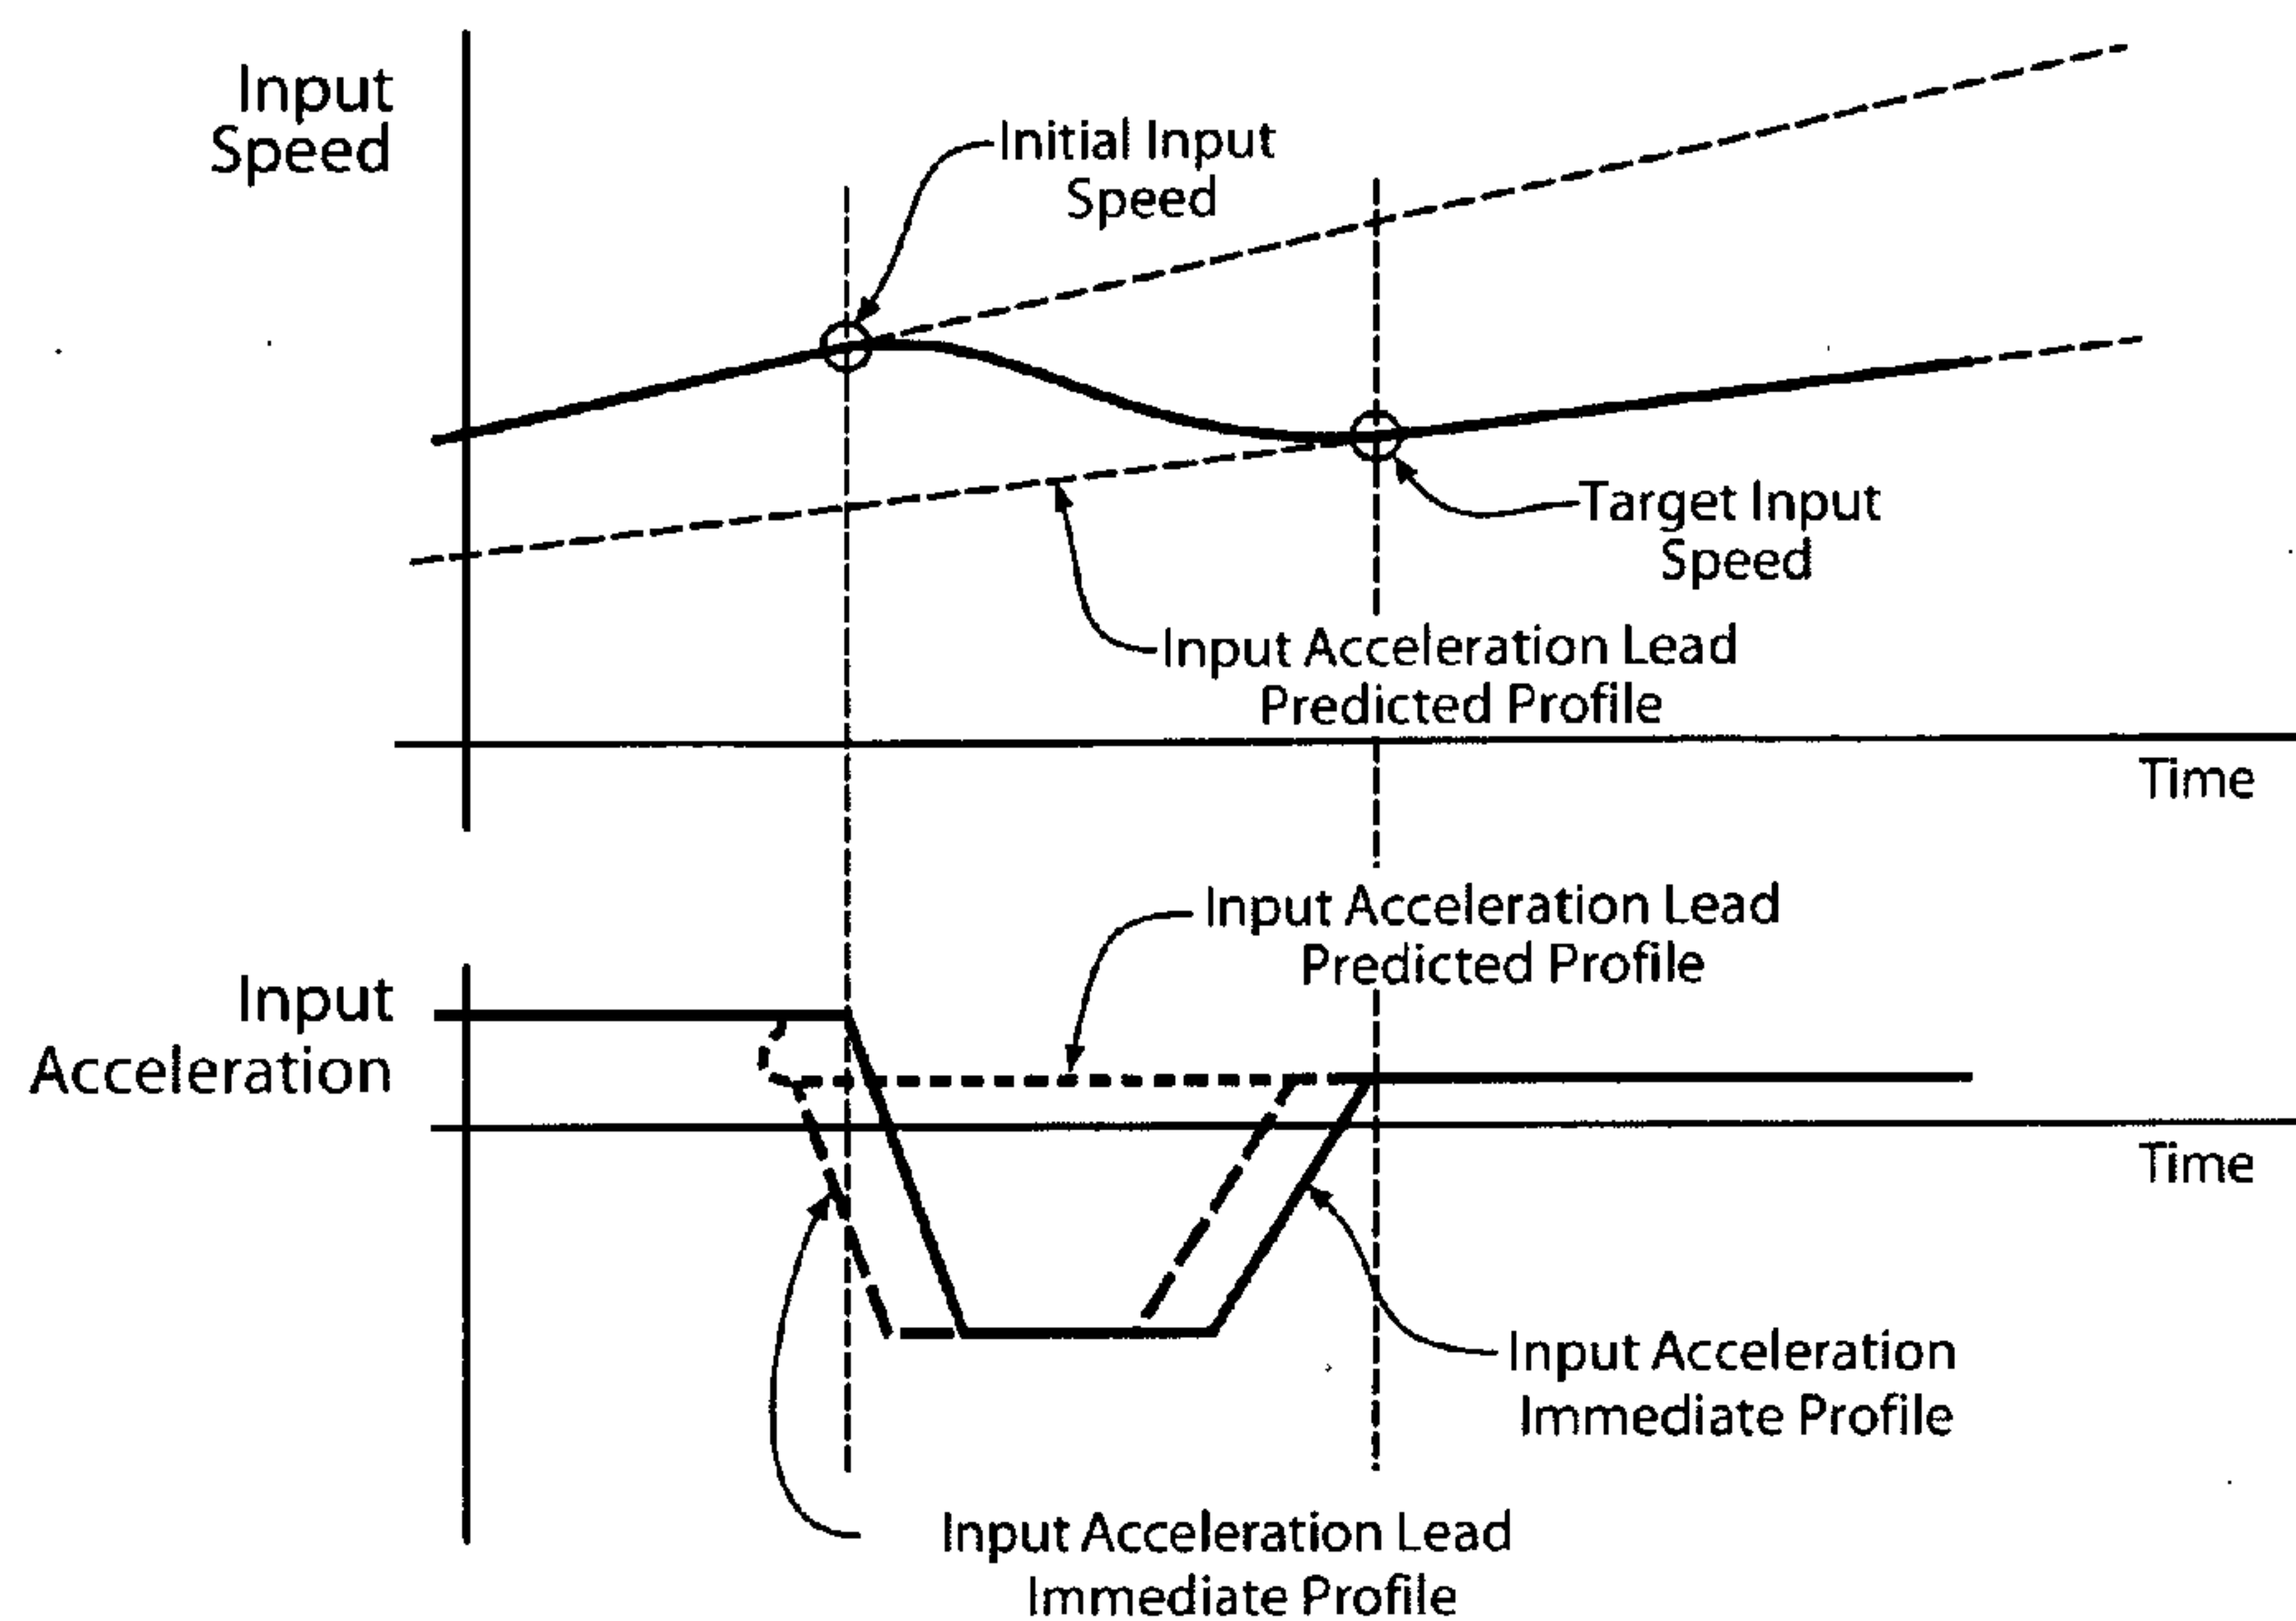 Input
Speed
Initial Input
Speed
Target Input
Speed
Input Acceleration Lead
Predicted Profile
Time
Input Acceleration Lead
Predicted Profile
Input
Acceleration
Time
Input Acceleration
Immediate Profile
Input Acceleration Lead
Immediate Profile